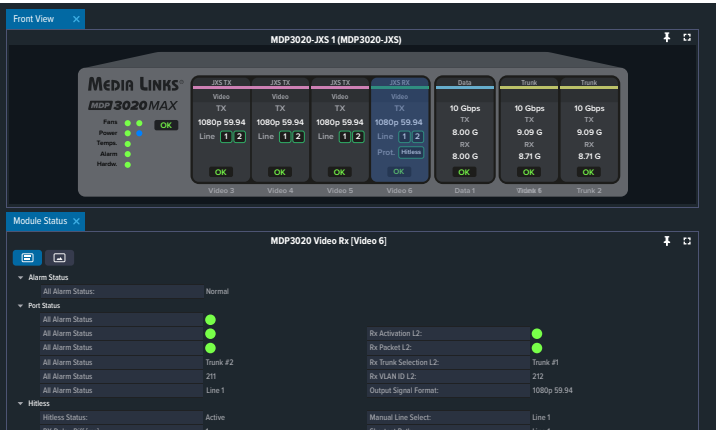 Front View ×
MDP3020-JXS 1 (MDP3020-JXS)
MEDIA LINKS®
MDP 3020 MAX
Fans
OK
Power
Temps.
Alarm
Hardw.
JXS TX
Video
TX
1080p 59.94
Line 1 2
OK
Video 3
JXS TX
Video
TX
1080p 59.94
Line 1 2
OK
Video 4
JXS TX
Video
TX
1080p 59.94
Line 1 2
OK
Video 5
JXS RX
Video
TX
1080p 59.94
Line 1 2
Prot. Hitless
OK
Video 6
Data
10 Gbps
TX
8.00 G
RX
8.00 G
OK
Data 1
Trunk
10 Gbps
TX
9.09 G
RX
8.71 G
OK
Trunk
10 Gbps
TX
9.09 G
RX
8.71 G
OK
Trunk 2
Module Status ×
MDP3020 Video Rx [Video 6]
Alarm Status
All Alarm Status: Normal
Port Status
All Alarm Status
All Alarm Status Rx Activation L2:
All Alarm Status Rx Packet L2:
All Alarm Status Trunk #2 Rx Trunk Selection L2: Trunk #1
All Alarm Status 211 Rx VLAN ID L2: 212
All Alarm Status Line 1 Output Signal Format: 1080p 59.94
Hitless
Hitless Status: Active Manual Line Select: Line 1